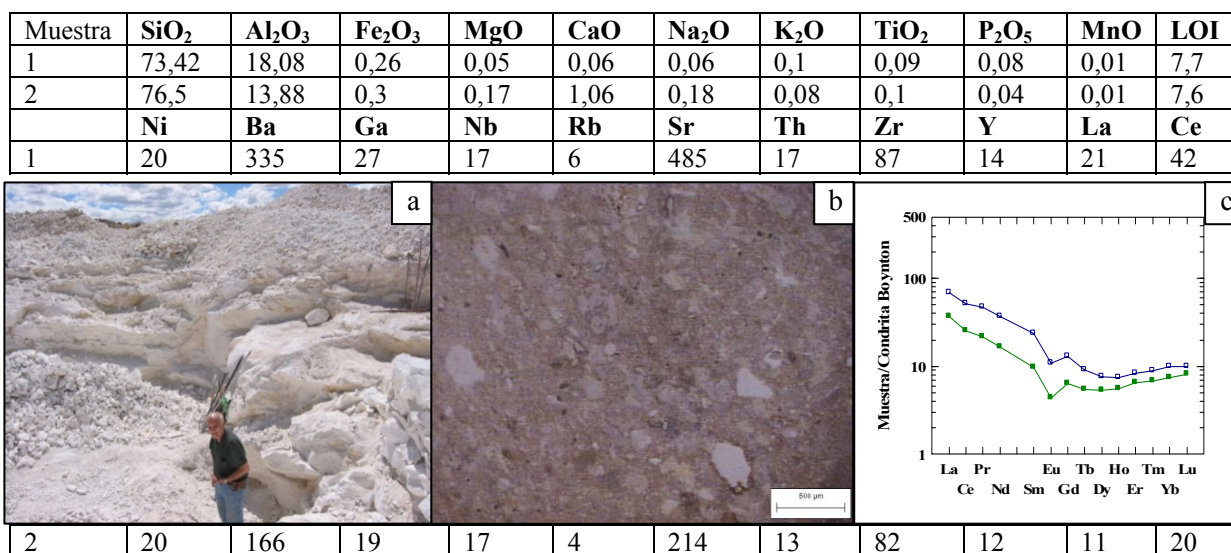 Muestra SiO₂ Al₂O₃ Fe₂O₃ MgO CaO Na₂O K₂O TiO₂ P₂O₅ MnO LOI
1 73,42 18,08 0,26 0,05 0,06 0,06 0,1 0,09 0,08 0,01 7,7
2 76,5 13,88 0,3 0,17 1,06 0,18 0,08 0,1 0,04 0,01 7,6
Ni Ba Ga Nb Rb Sr Th Zr Y La Ce
1 20 335 27 17 6 485 17 87 14 21 42
a
b
500 µm
c
Muestra/Condrita Boynton
500
100
10
1
La Pr Eu Tb Ho Tm Lu
Ce Nd Sm Gd Dy Er Yb
2 20 166 19 17 4 214 13 82 12 11 20